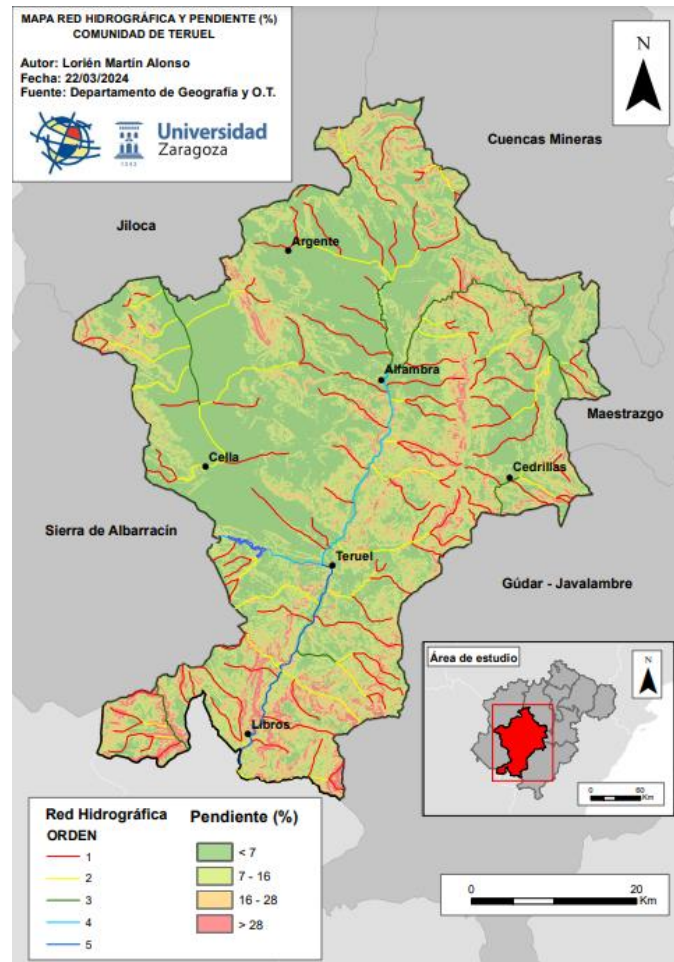 MAPA RED HIDROGRÁFICA Y PENDIENTE (%)
COMUNIDAD DE TERUEL
Autor: Lorién Martín Alonso
Fecha: 22/03/2024
Fuente: Departamento de Geografía y O.T.
1542
Universidad
Zaragoza
N
Cuencas Mineras
Jiloca
Argente
Alfambra
Maestrazgo
Cella
Cedrillas
Sierra de Albarracín
Teruel
Gúdar - Javalambre
Libros
Área de estudio
N
0 60
Km
Red Hidrográfica
ORDEN
1
2
3
4
5
Pendiente (%)
< 7
7 - 16
16 - 28
> 28
0 20
Km